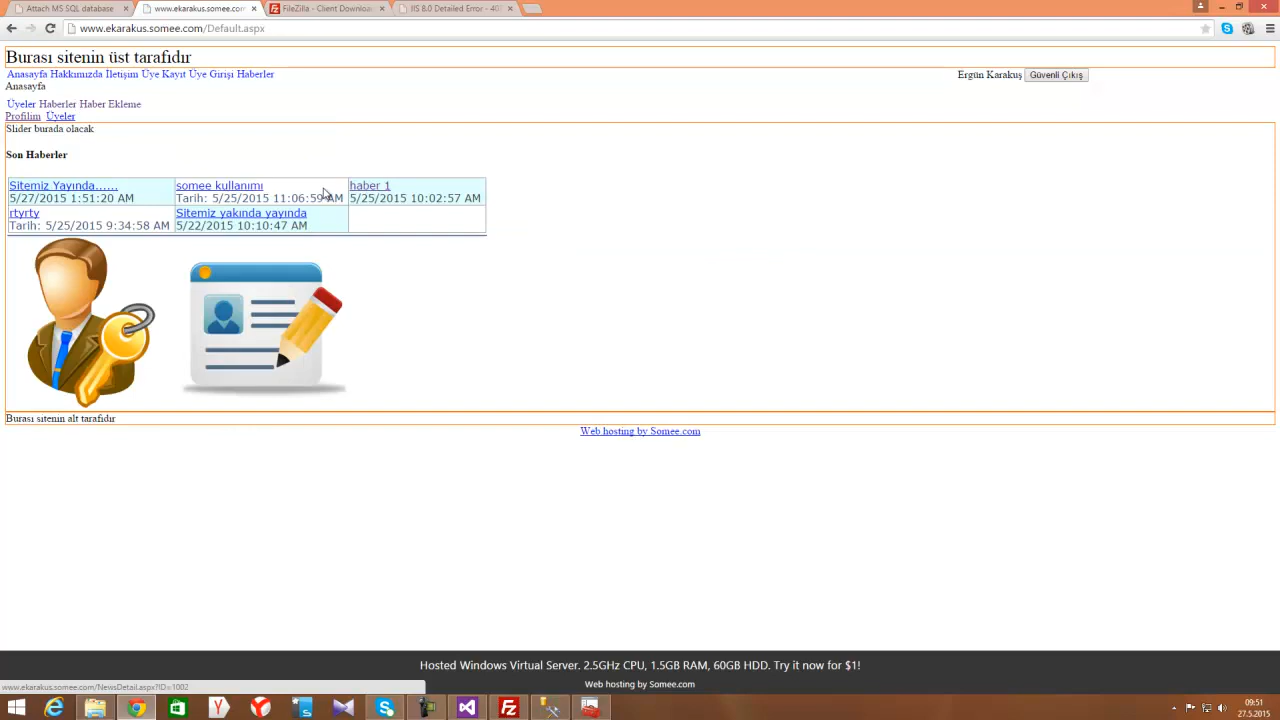 Attach MS SQL database
www.ekarakus.somee.com/
FileZilla - Client Downloa
IIS 8.0 Detailed Error - 40
www.ekarakus.somee.com/Default.aspx
Burası sitenin üst tarafıdır
Anasayfa Hakkımızda İletişim Üye Kayıt Üye Girişi Haberler
Ergün Karakuş Güvenli Çıkış
Anasayfa
Üyeler Haberler Haber Ekleme
Profilim Üyeler
Slider burada olacak
Son Haberler
Sitemiz Yayında...... somee kullanımı haber 1
5/27/2015 1:51:20 AM Tarih: 5/25/2015 11:06:59 AM 5/25/2015 10:02:57 AM
rtyrty Sitemiz yakında yayında
Tarih: 5/25/2015 9:34:58 AM 5/22/2015 10:10:47 AM
Burası sitenin alt tarafıdır
Web hosting by Somee.com
Hosted Windows Virtual Server. 2.5GHz CPU, 1.5GB RAM, 60GB HDD. Try it now for $1!
Web hosting by Somee.com
www.ekarakus.somee.com/NewsDetail.aspx?ID=1002
09:51
27.5.2015